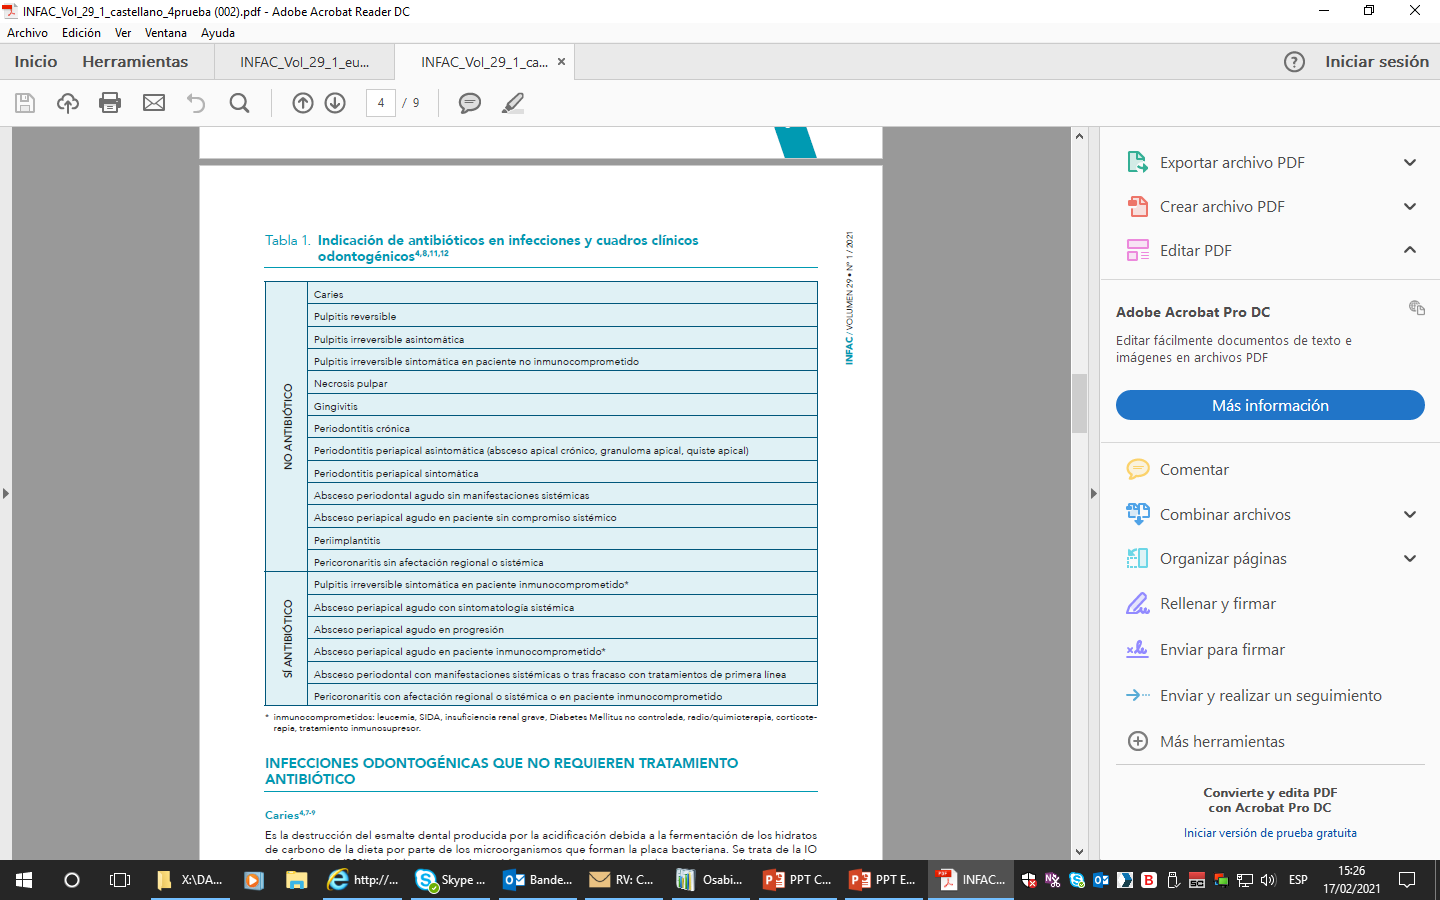 INFAC_Vol_29_1_castellano_4prueba (002).pdf - Adobe Acrobat Reader DC
Archivo Edición Ver Ventana Ayuda
Inicio Herramientas INFAC_Vol_29_1_eu... INFAC_Vol_29_1_ca... × Iniciar sesión
4 / 9
Tabla 1. Indicación de antibióticos en infecciones y cuadros clínicos
odontogénicos4,8,11,12
INFAC / VOLUMEN 29 • Nº 1 / 2021
NO ANTIBIÓTICO
Caries
Pulpitis reversible
Pulpitis irreversible asintomática
Pulpitis irreversible sintomática en paciente no inmunocomprometido
Necrosis pulpar
Gingivitis
Periodontitis crónica
Periodontitis periapical asintomática (absceso apical crónico, granuloma apical, quiste apical)
Periodontitis periapical sintomática
Absceso periodontal agudo sin manifestaciones sistémicas
Absceso periapical agudo en paciente sin compromiso sistémico
Periimplantitis
Pericoronaritis sin afectación regional o sistémica
SÍ ANTIBIÓTICO
Pulpitis irreversible sintomática en paciente inmunocomprometido*
Absceso periapical agudo con sintomatología sistémica
Absceso periapical agudo en progresión
Absceso periapical agudo en paciente inmunocomprometido*
Absceso periodontal con manifestaciones sistémicas o tras fracaso con tratamientos de primera línea
Pericoronaritis con afectación regional o sistémica o en paciente inmunocomprometido
* inmunocomprometidos: leucemia, SIDA, insuficiencia renal grave, Diabetes Mellitus no controlada, radio/quimioterapia, corticote-
rapia, tratamiento inmunosupresor.
INFECCIONES ODONTOGÉNICAS QUE NO REQUIEREN TRATAMIENTO
ANTIBIÓTICO
Caries4,7-9
Es la destrucción del esmalte dental producida por la acidificación debida a la fermentación de los hidratos
de carbono de la dieta por parte de los microorganismos que forman la placa bacteriana. Se trata de la IO
Exportar archivo PDF
Crear archivo PDF
Editar PDF
Adobe Acrobat Pro DC
Editar fácilmente documentos de texto e
imágenes en archivos PDF
Más información
Comentar
Combinar archivos
Organizar páginas
Rellenar y firmar
Enviar para firmar
Enviar y realizar un seguimiento
Más herramientas
Convierte y edita PDF
con Acrobat Pro DC
Iniciar versión de prueba gratuita
X:\DA... http://... Skype ... Bande... RV: C... Osabi... PPT C... PPT E... INFAC... ESP
15:26
17/02/2021